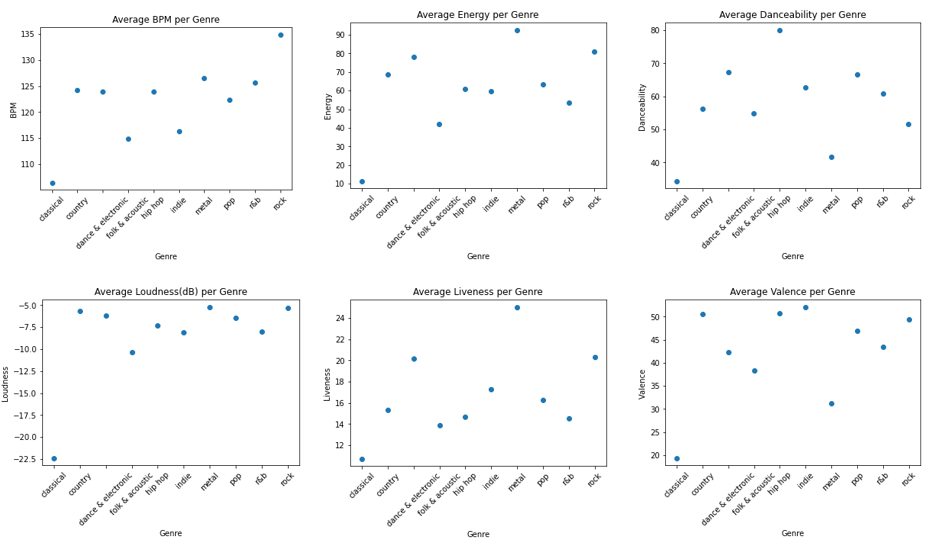 Average BPM per Genre
135
130
125
120
115
110
BPM
classical
country
dance & electronic
folk & acoustic
hip hop
indie
metal
pop
r&b
rock
Genre
Average Energy per Genre
90
80
70
60
50
40
30
20
10
Energy
classical
country
dance & electronic
folk & acoustic
hip hop
indie
metal
pop
r&b
rock
Genre
Average Danceability per Genre
80
70
60
50
40
Danceability
classical
country
dance & electronic
folk & acoustic
hip hop
indie
metal
pop
r&b
rock
Genre
Average Loudness(dB) per Genre
−5.0
−7.5
−10.0
−12.5
−15.0
−17.5
−20.0
−22.5
Loudness
classical
country
dance & electronic
folk & acoustic
hip hop
indie
metal
pop
r&b
rock
Genre
Average Liveness per Genre
24
22
20
18
16
14
12
Liveness
classical
country
dance & electronic
folk & acoustic
hip hop
indie
metal
pop
r&b
rock
Genre
Average Valence per Genre
50
45
40
35
30
25
20
Valence
classical
country
dance & electronic
folk & acoustic
hip hop
indie
metal
pop
r&b
rock
Genre